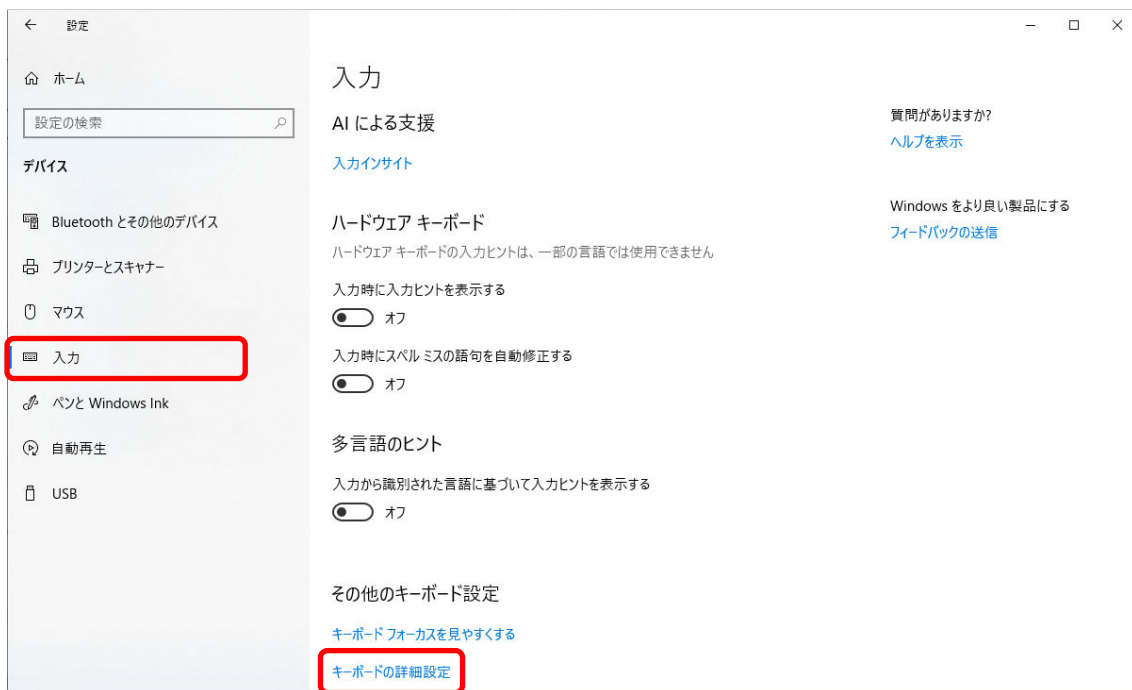 設定
ホーム
設定の検索
デバイス
Bluetooth とその他のデバイス
プリンターとスキャナー
マウス
入力
ペンと Windows Ink
自動再生
USB
入力
AI による支援
入力インサイト
ハードウェア キーボード
ハードウェア キーボードの入力ヒントは、一部の言語では使用できません
入力時に入力ヒントを表示する
オフ
入力時にスペル ミスの語句を自動修正する
オフ
多言語のヒント
入力から識別された言語に基づいて入力ヒントを表示する
オフ
その他のキーボード設定
キーボード フォーカスを見やすくする
キーボードの詳細設定
質問がありますか?
ヘルプを表示
Windows をより良い製品にする
フィードバックの送信